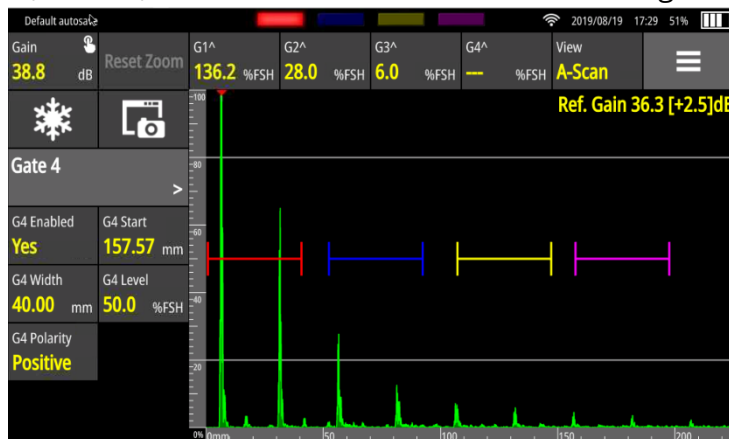 Default autosave
2019/08/19 17:29 51%
Gain
38.8 dB
Reset Zoom
G1^
136.2 %FSH
G2^
28.0 %FSH
G3^
6.0 %FSH
G4^
--- %FSH
View
A-Scan
Ref. Gain 36.3 [+2.5]dB
Gate 4
>
G4 Enabled
Yes
G4 Start
157.57 mm
G4 Width
40.00 mm
G4 Level
50.0 %FSH
G4 Polarity
Positive
100
80
60
40
20
0% 0mm 50 100 150 200